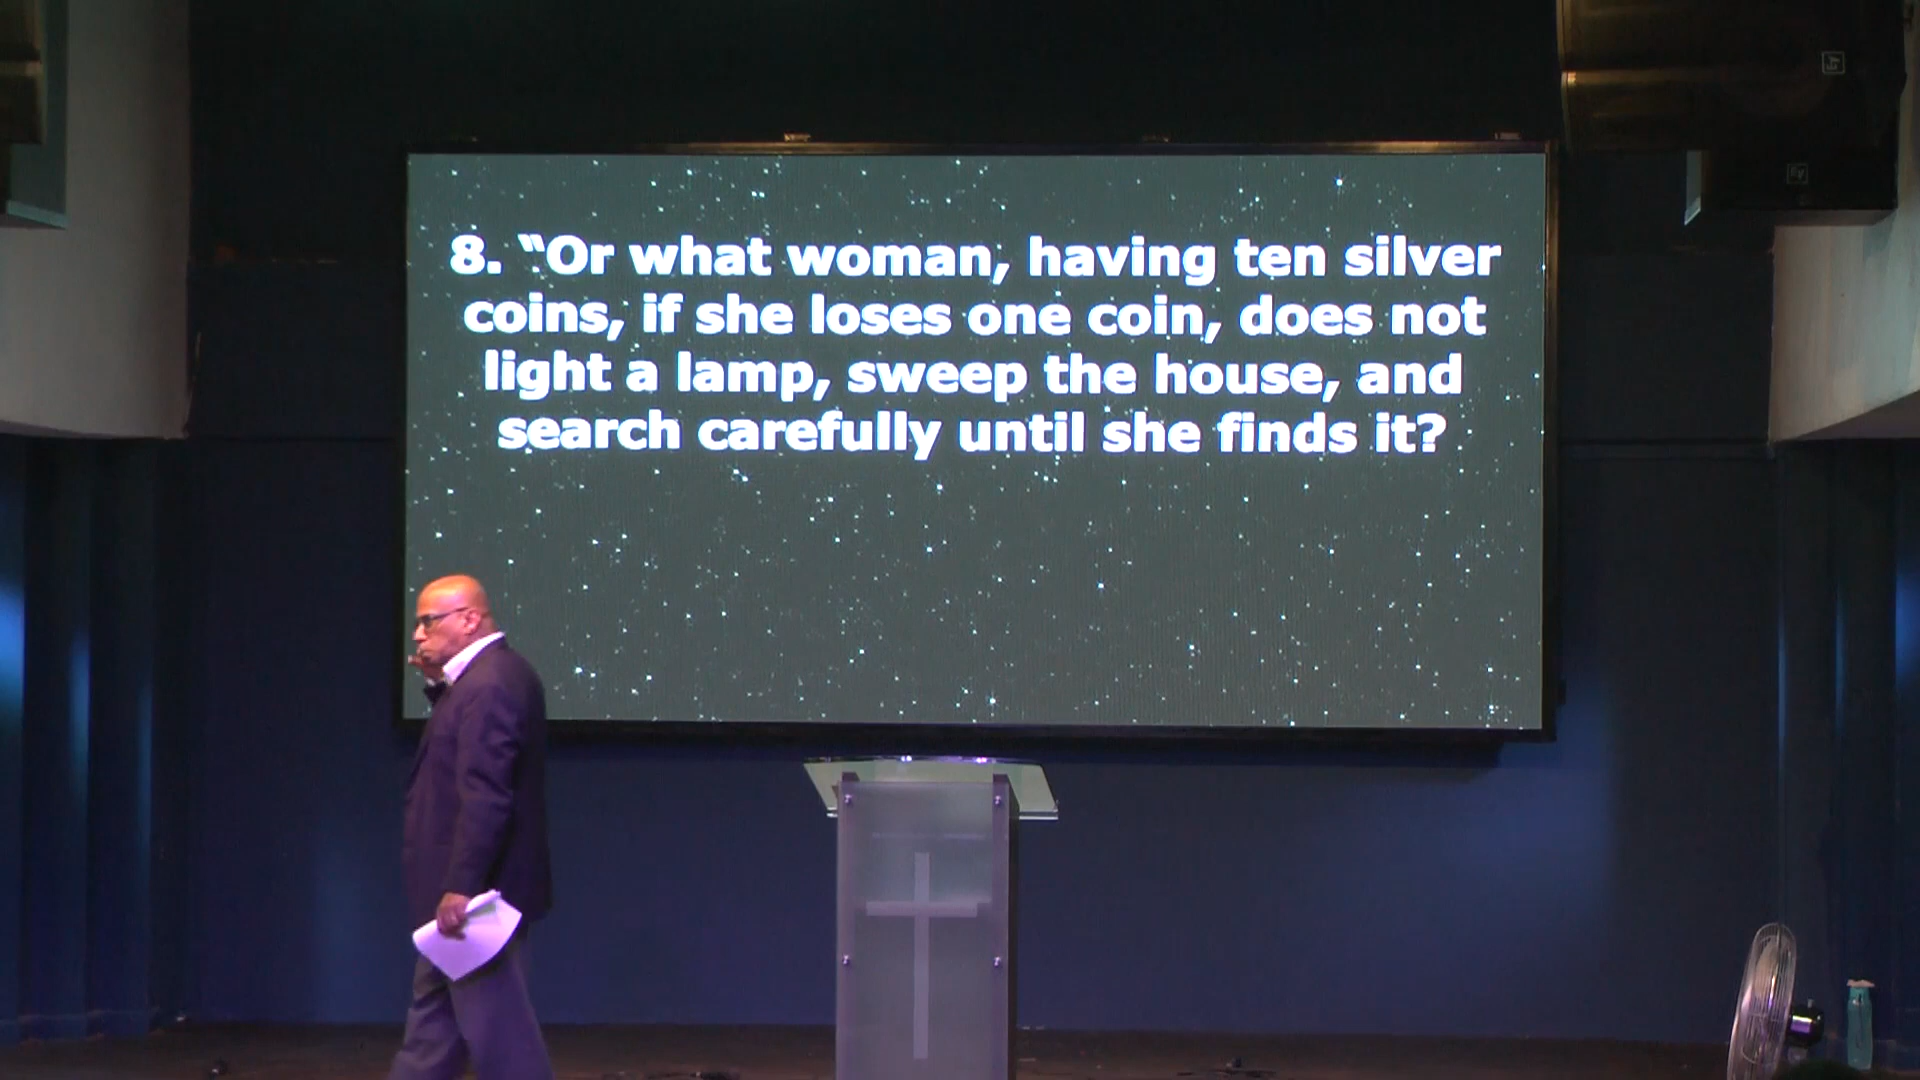 8. “Or what woman, having ten silver
coins, if she loses one coin, does not
light a lamp, sweep the house, and
search carefully until she finds it?
EV